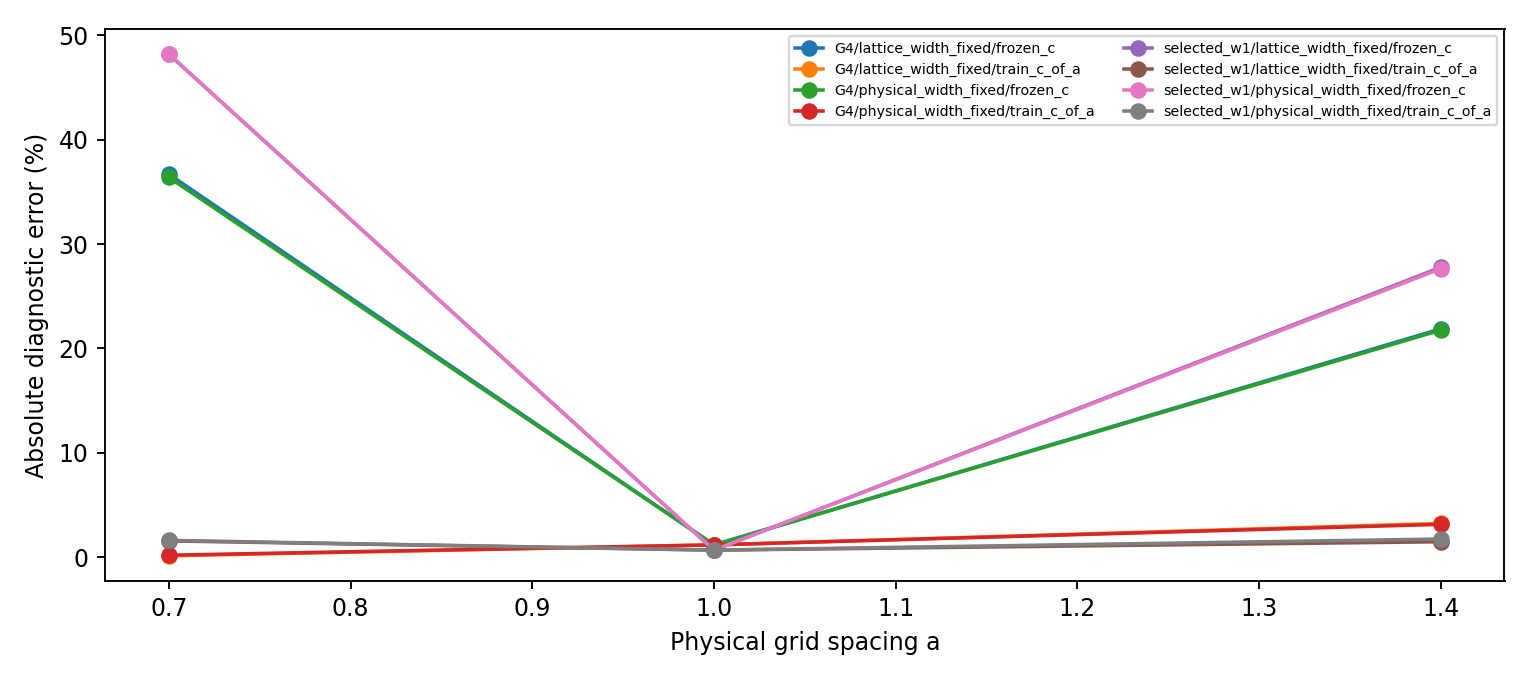 50
40
30
20
10
0
Absolute diagnostic error (%)
G4/lattice_width_fixed/frozen_c
G4/lattice_width_fixed/train_c_of_a
G4/physical_width_fixed/frozen_c
G4/physical_width_fixed/train_c_of_a
selected_w1/lattice_width_fixed/frozen_c
selected_w1/lattice_width_fixed/train_c_of_a
selected_w1/physical_width_fixed/frozen_c
selected_w1/physical_width_fixed/train_c_of_a
0.7 0.8 0.9 1.0 1.1 1.2 1.3 1.4
Physical grid spacing a